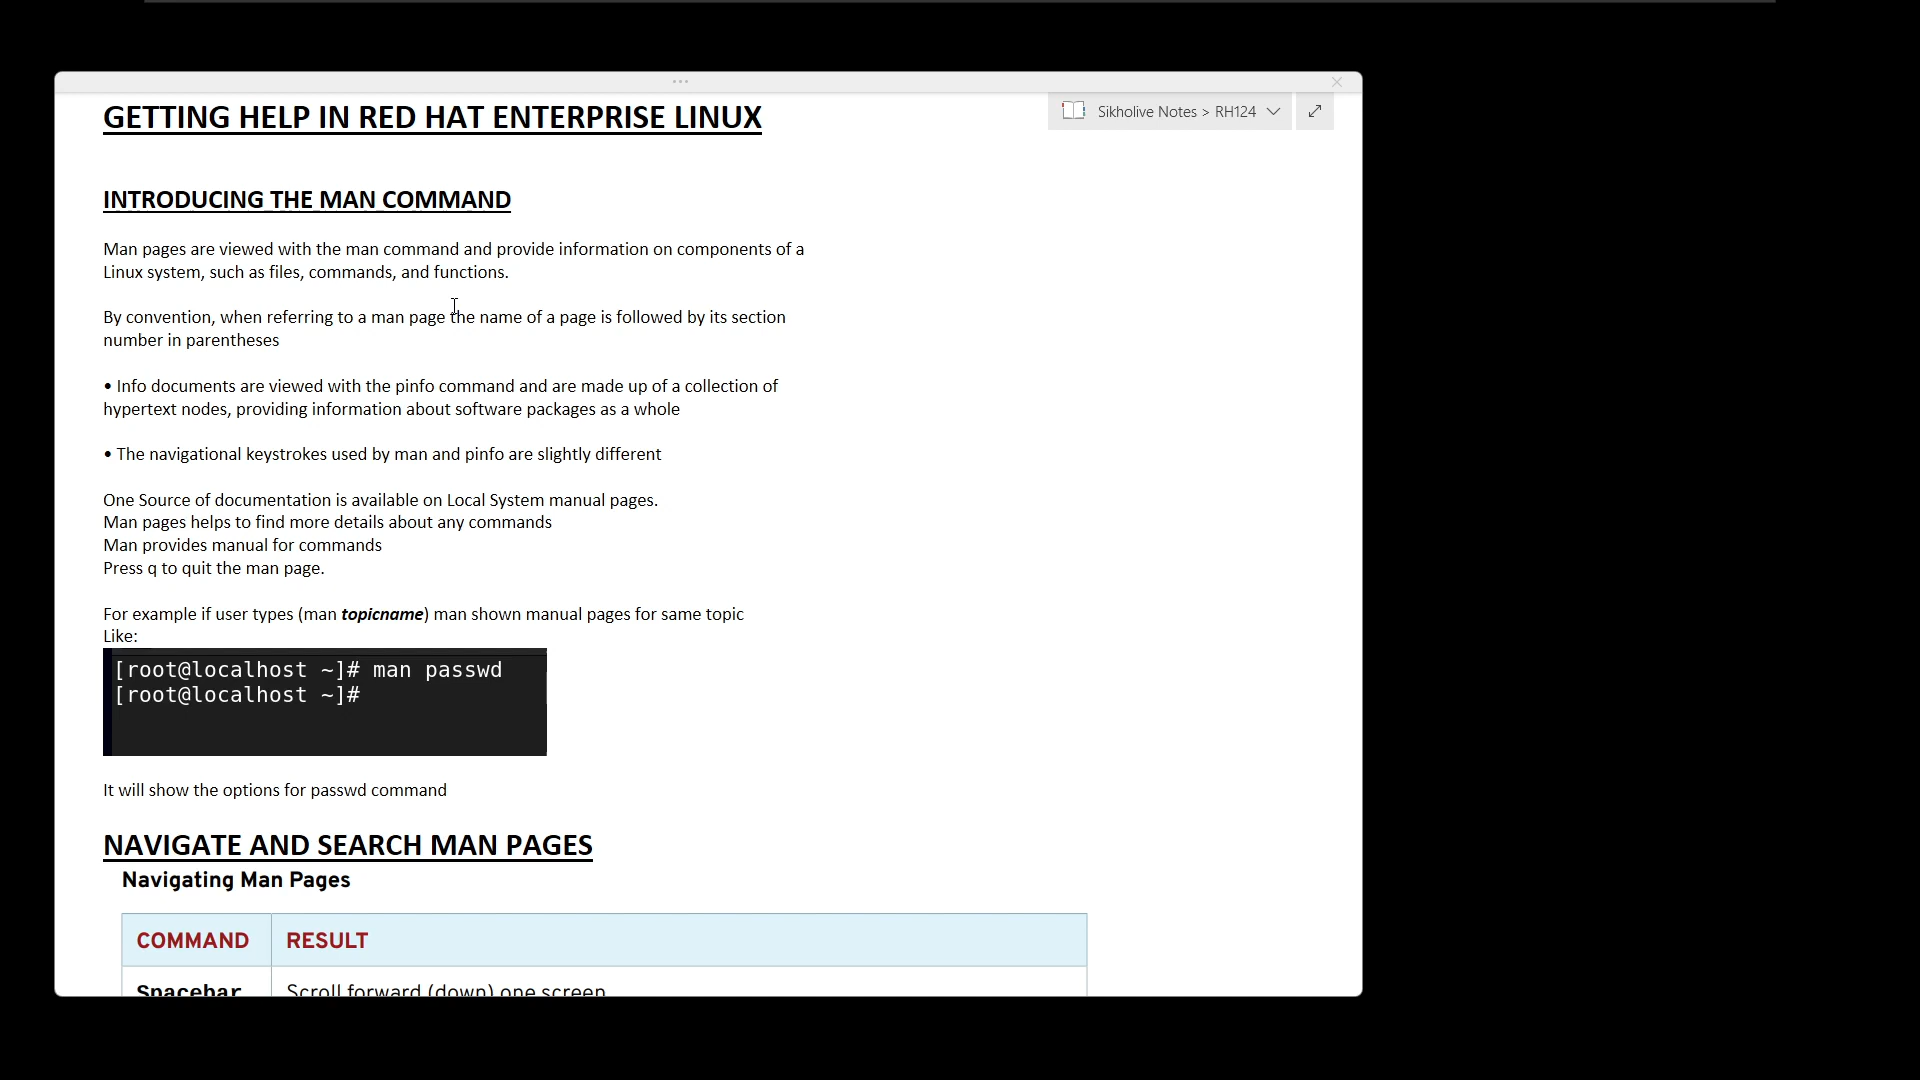 GETTING HELP IN RED HAT ENTERPRISE LINUX
Sikholive Notes > RH124
INTRODUCING THE MAN COMMAND
Man pages are viewed with the man command and provide information on components of a
Linux system, such as files, commands, and functions.
By convention, when referring to a man page the name of a page is followed by its section
number in parentheses
• Info documents are viewed with the pinfo command and are made up of a collection of
hypertext nodes, providing information about software packages as a whole
• The navigational keystrokes used by man and pinfo are slightly different
One Source of documentation is available on Local System manual pages.
Man pages helps to find more details about any commands
Man provides manual for commands
Press q to quit the man page.
For example if user types (man topicname) man shown manual pages for same topic
Like:
[root@localhost ~]# man passwd
[root@localhost ~]#
It will show the options for passwd command
NAVIGATE AND SEARCH MAN PAGES
Navigating Man Pages
COMMAND RESULT
Spacebar Scroll forward (down) one screen